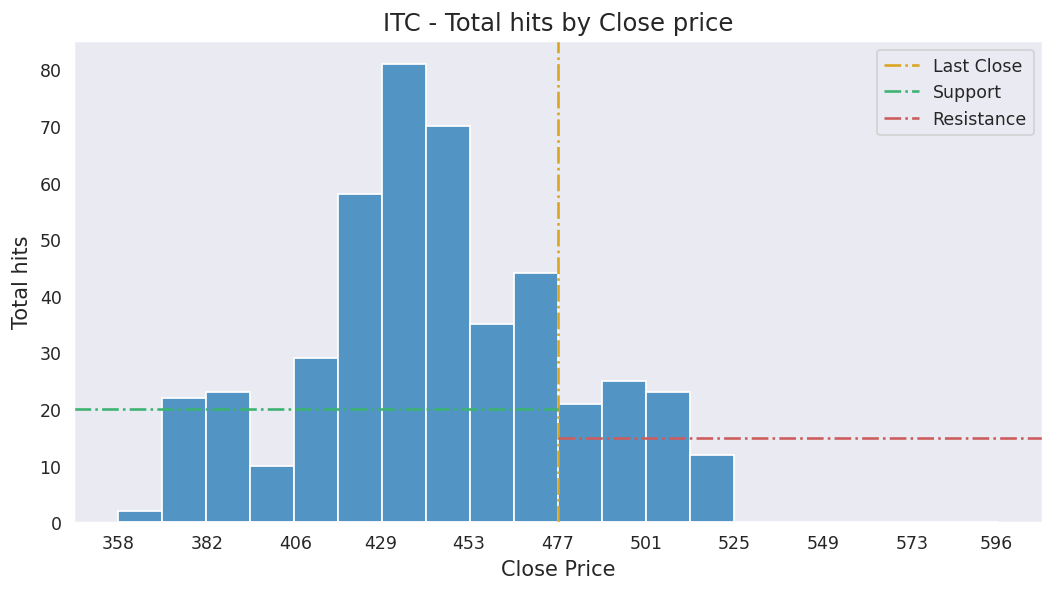 ITC - Total hits by Close price
Last Close
Support
Resistance
Total hits
80
70
60
50
40
30
20
10
0
358 382 406 429 453 477 501 525 549 573 596
Close Price